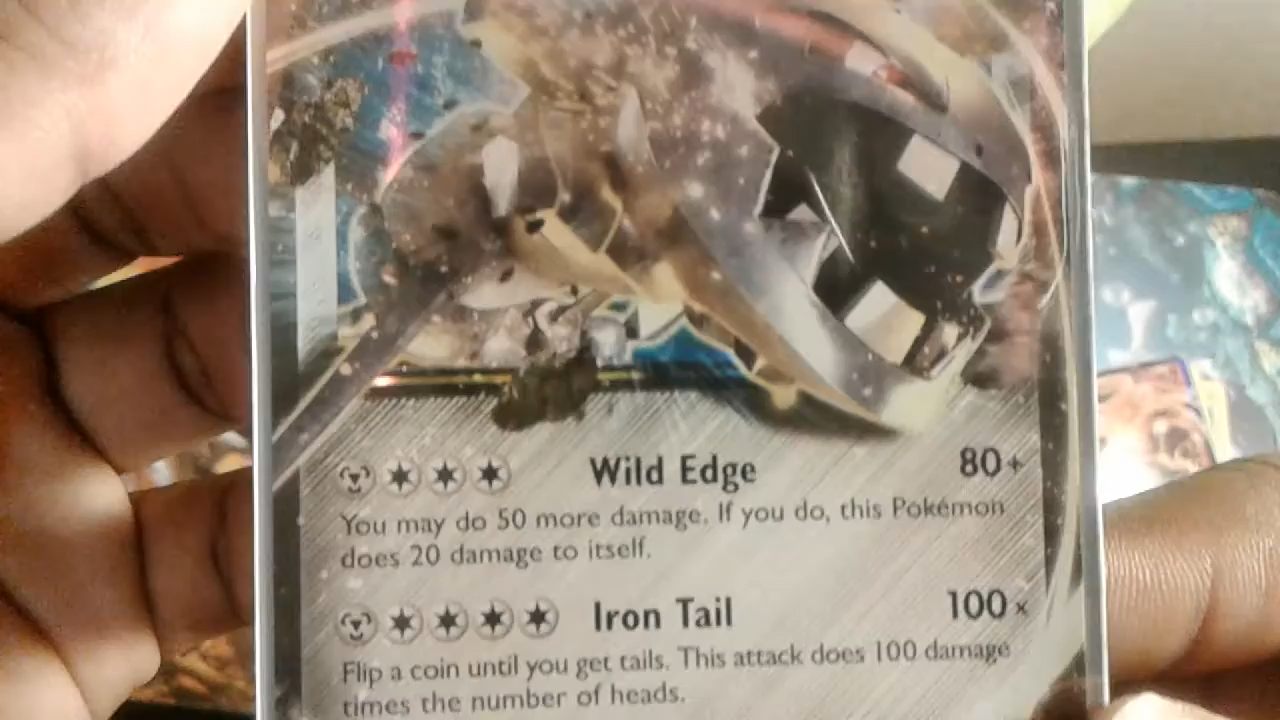 Wild Edge 80+
You may do 50 more damage. If you do, this Pokémon
does 20 damage to itself.
Iron Tail 100×
Flip a coin until you get tails. This attack does 100 damage
times the number of heads.